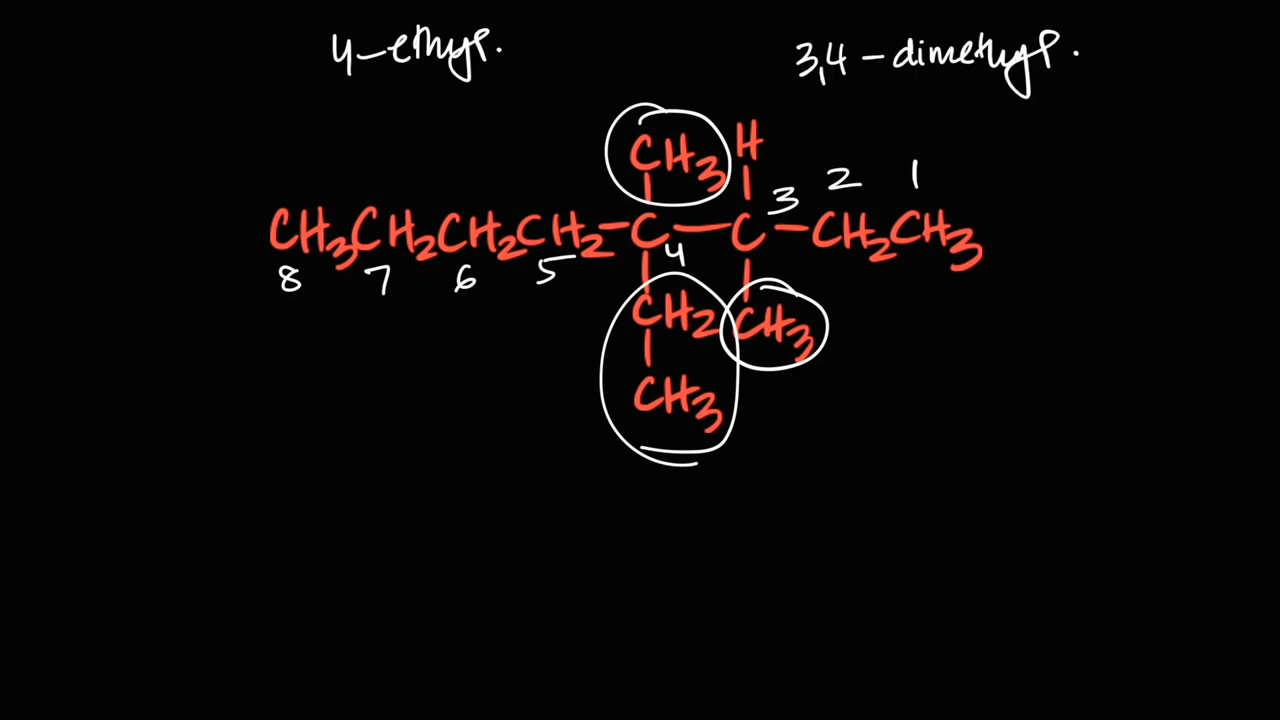 4-ethyl. 3,4-dimethyl.
CH3 H
3 2 1
CH3CH2CH2CH2-C-C-CH2CH3
8 7 6 5 4
CH2 CH3
CH3